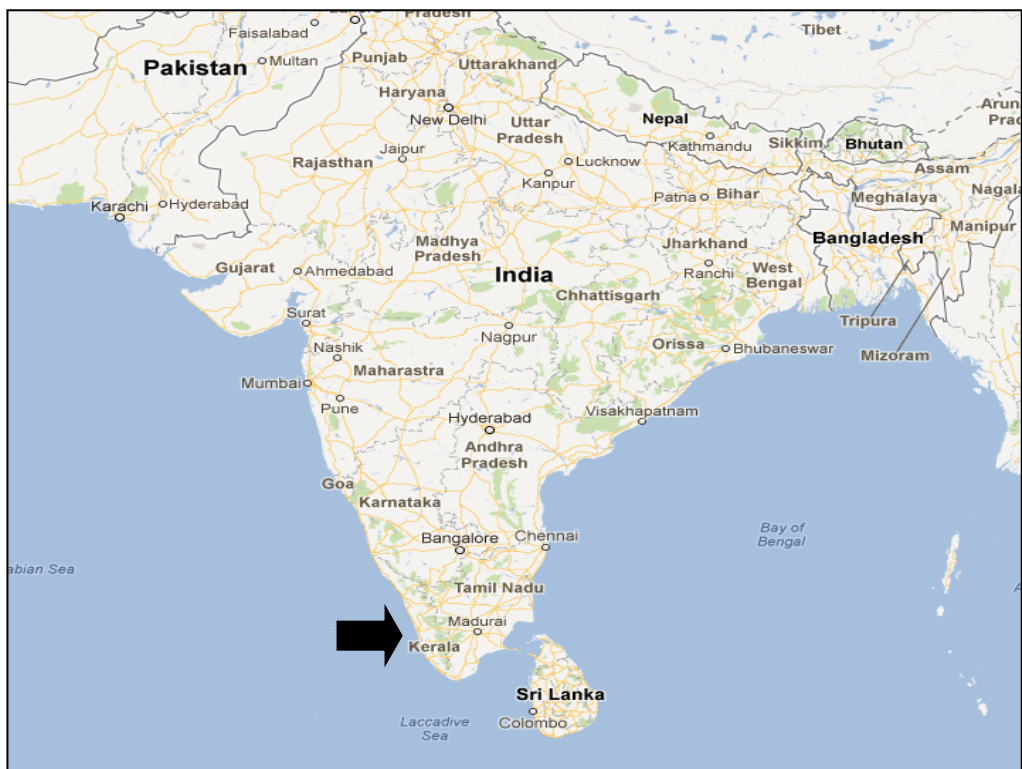 Pradesh
Tibet
Faisalabad
Punjab
Multan
Pakistan
Uttarakhand
Haryana
New Delhi
Uttar
Pradesh
Nepal
Kathmandu
Sikkim
Bhutan
Jaipur
Rajasthan
Lucknow
Kanpur
Assam
Patna
Bihar
Meghalaya
Karachi
Hyderabad
Manipur
Bangladesh
Madhya
Pradesh
Jharkhand
Gujarat
Ahmedabad
India
Ranchi
West
Bengal
Chhattisgarh
Surat
Tripura
Nagpur
Orissa
Bhubaneswar
Nashik
Mizoram
Maharastra
Mumbai
Pune
Visakhapatnam
Hyderabad
Andhra
Pradesh
Goa
Karnataka
Bay of
Bengal
Bangalore
Chennai
abian Sea
Tamil Nadu
Madurai
Kerala
Sri Lanka
Colombo
Laccadive
Sea